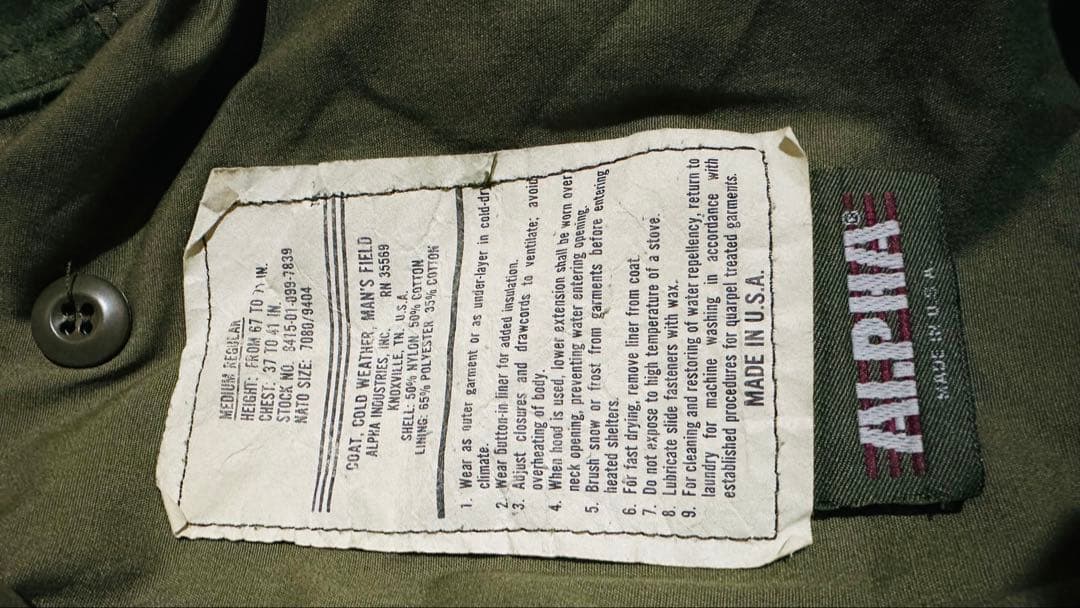 MEDIUM REGULAR
HEIGHT: FROM 67 TO 71 IN.
CHEST: 37 TO 41 IN.
STOCK NO. 8415-01-099-7839
NATO SIZE: 7080/9404
COAT, COLD WEATHER, MAN'S FIELD
ALPHA INDUSTRIES, INC. RN 35569
KNOXVILLE, TN. U.S.A.
SHELL: 50% NYLON 50% COTTON
LINING: 65% POLYESTER 35% COTTON
1. Wear as outer garment or as under-layer in cold-dr
climate.
2. Wear button-in liner for added insulation.
3. Adjust closures and drawcords to ventilate; avoid
overheating of body.
4. When hood is used, lower extension shall be worn over
neck opening, preventing water entering opening.
5. Brush snow or frost from garments before entering
heated shelters.
6. For fast drying, remove liner from coat.
7. Do not expose to high temperature of a stove.
8. Lubricate slide fasteners with wax.
9. For cleaning and restoring of water repellency, return to
laundry for machine washing in accordance with
established procedures for quarpel treated garments.
MADE IN U.S.A.
ALPHA®
MADE IN U.S.A.